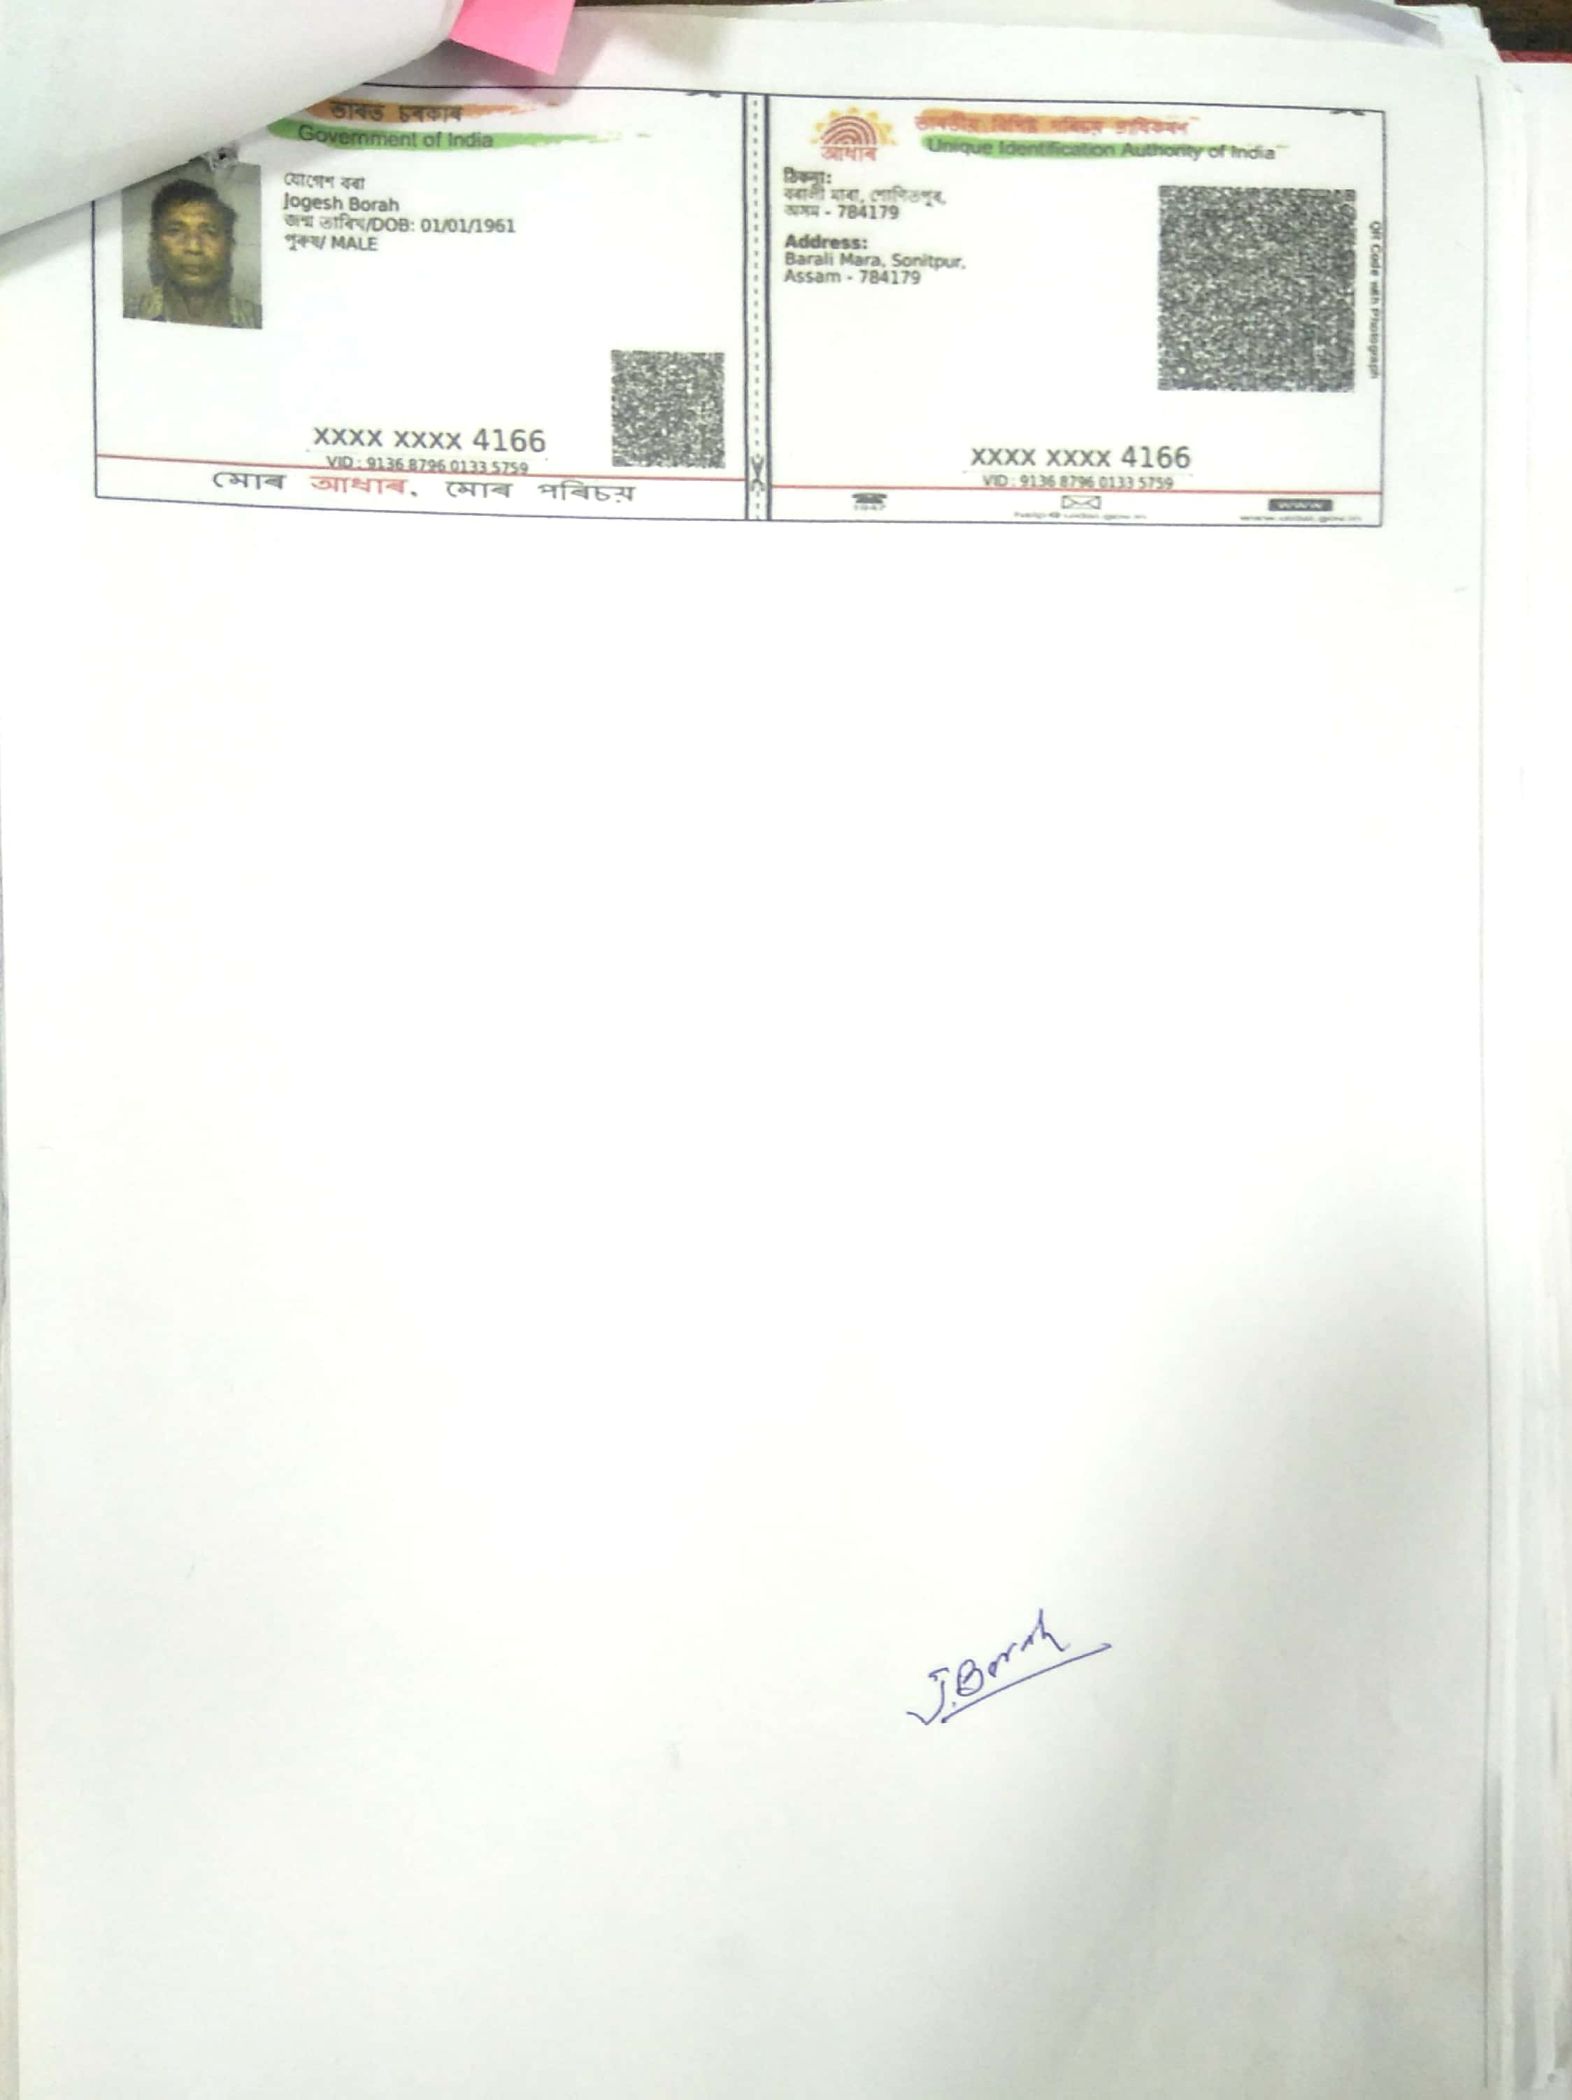 ভাৰত চৰকাৰ
Government of India
যোগেশ বৰা
Jogesh Borah
জন্ম তাৰিখ/DOB: 01/01/1961
পুৰুষ/ MALE
XXXX XXXX 4166
VID : 9136 8796 0133 5759
মোৰ আধাৰ, মোৰ পৰিচয়
আধাৰ
ভাৰতীয় বিশিষ্ট পৰিচয় প্ৰাধিকৰণ
Unique Identification Authority of India
ঠিকনা:
বৰালী মাৰা, শোণিতপুৰ,
অসম - 784179
Address:
Barali Mara, Sonitpur,
Assam - 784179
QR Code with Photograph
XXXX XXXX 4166
VID : 9136 8796 0133 5759
1947
help@uidai.gov.in
WWW
www.uidai.gov.in
J. Borah